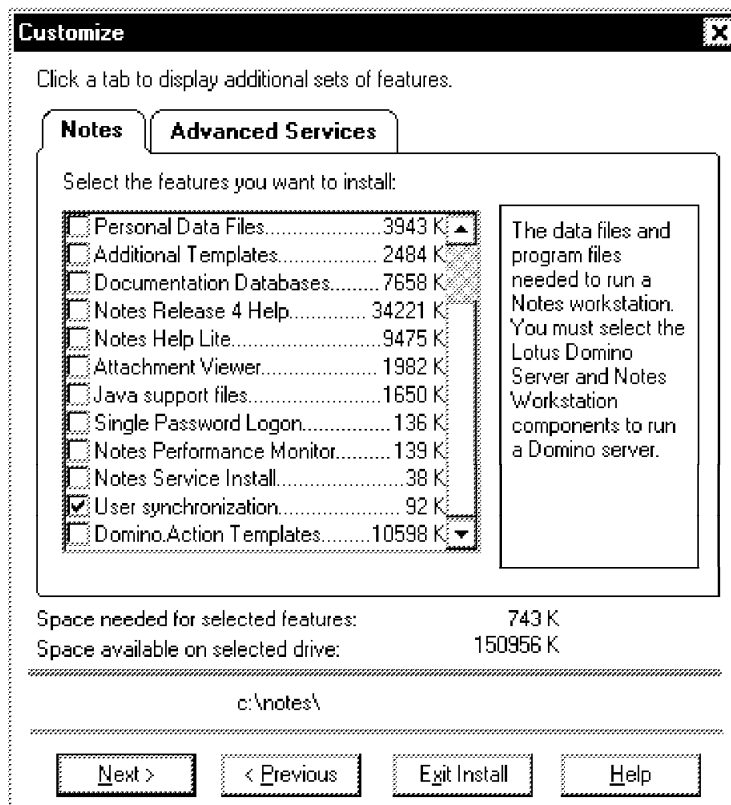 Customize
Click a tab to display additional sets of features.
Notes
Advanced Services
Select the features you want to install:
Personal Data Files..................3943 K
Additional Templates................ 2484 K
Documentation Databases.........7658 K
Notes Release 4 Help............. 34221 K
Notes Help Lite.......................9475 K
Attachment Viewer................... 1982 K
Java support files.....................1650 K
Single Password Logon..............136 K
Notes Performance Monitor.........139 K
Notes Service Install...................38 K
User synchronization.................. 92 K
Domino.Action Templates.........10598 K
The data files and
program files
needed to run a
Notes workstation.
You must select the
Lotus Domino
Server and Notes
Workstation
components to run
a Domino server.
Space needed for selected features: 743 K
Space available on selected drive: 150956 K
c:\notes\
Next >
< Previous
Exit Install
Help